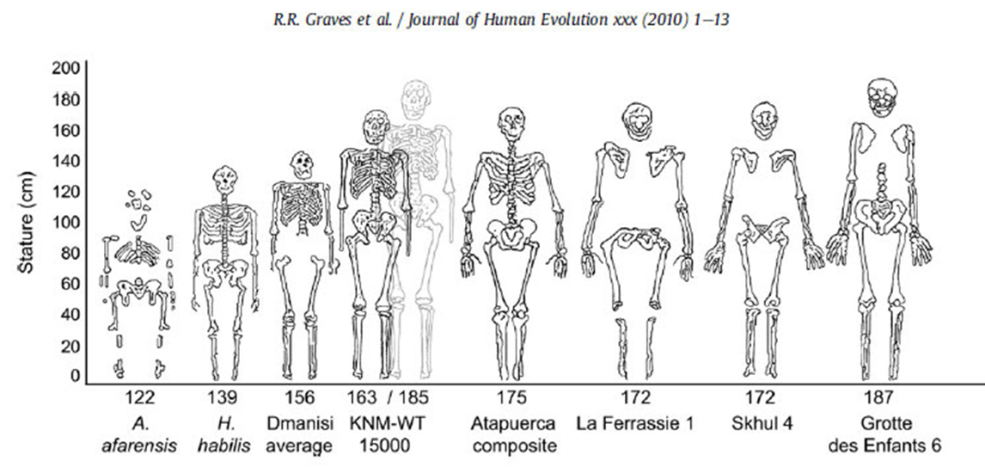 R.R. Graves et al. / Journal of Human Evolution xxx (2010) 1–13
Stature (cm)
200
180
160
140
120
100
80
60
40
20
0
122 139 156 163 / 185 175 172 172 187
A. H. Dmanisi KNM-WT Atapuerca La Ferrassie 1 Skhul 4 Grotte
afarensis habilis average 15000 composite des Enfants 6